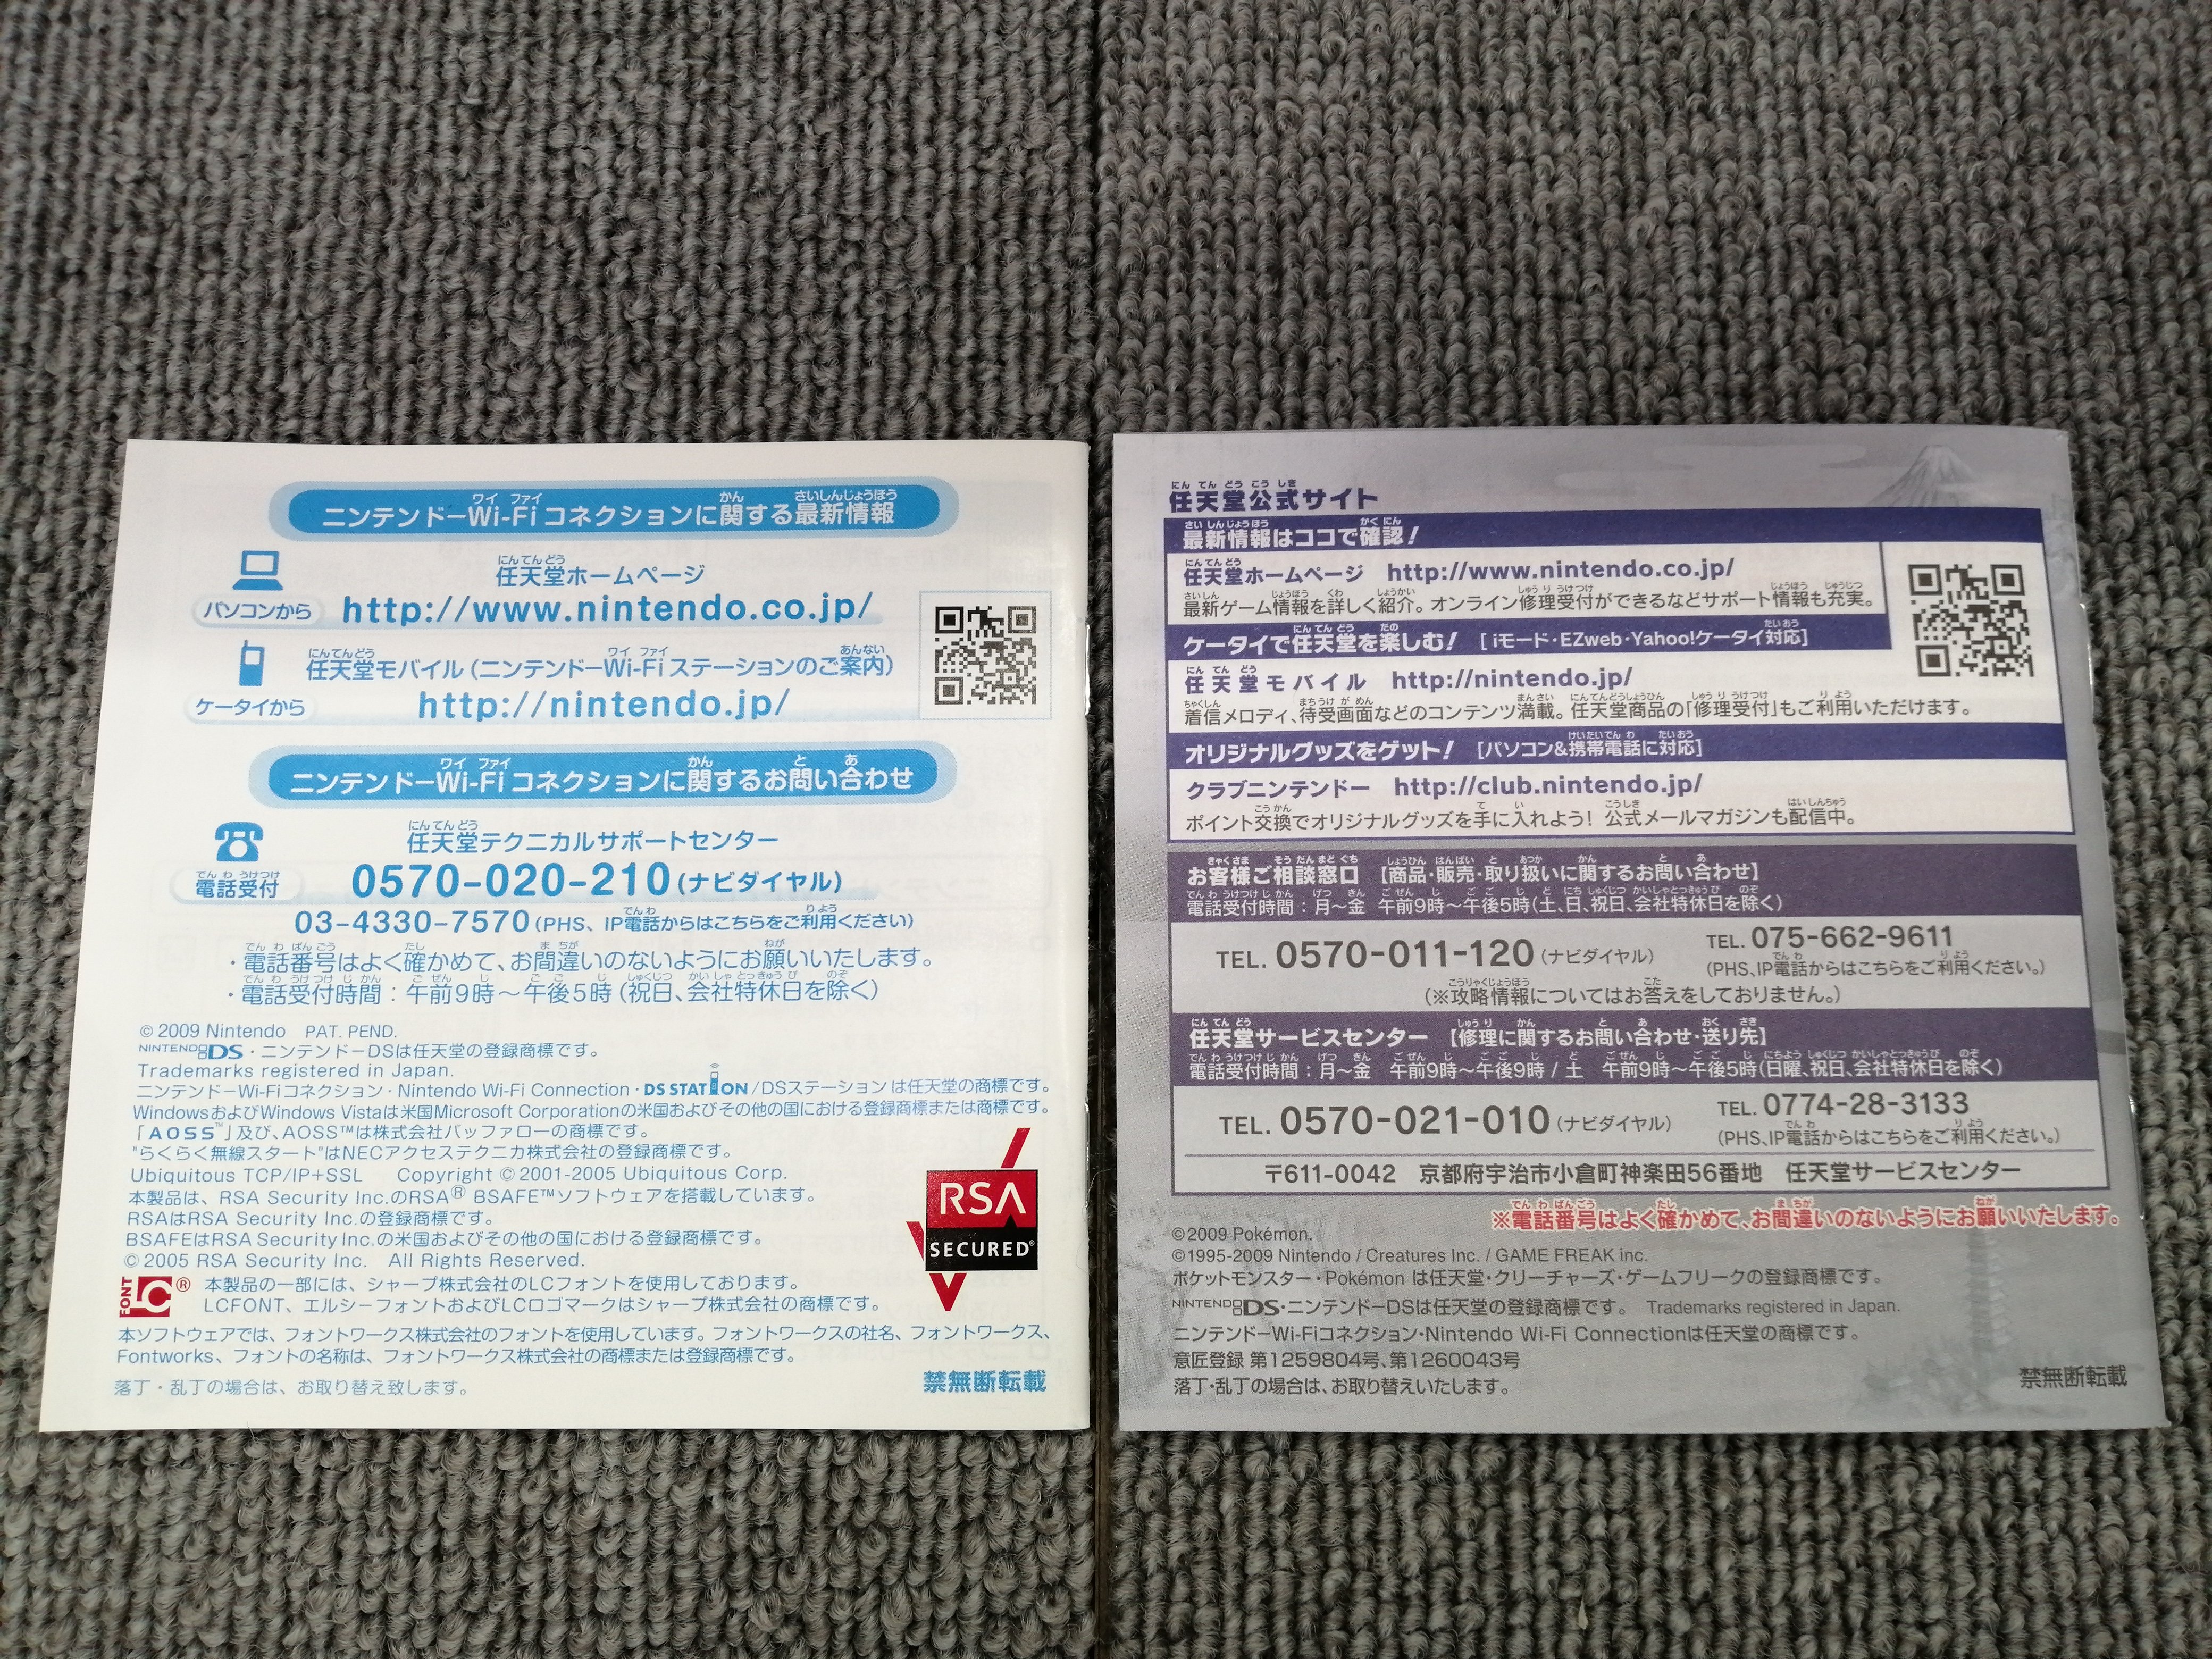 ニンテンドーWi-Fiコネクションに関する最新情報
任天堂ホームページ
パソコンから http://www.nintendo.co.jp/
任天堂モバイル(ニンテンドーWi-Fiステーションのご案内)
ケータイから http://nintendo.jp/
ニンテンドーWi-Fiコネクションに関するお問い合わせ
任天堂テクニカルサポートセンター
電話受付 0570-020-210(ナビダイヤル)
03-4330-7570(PHS、IP電話からはこちらをご利用ください)
・電話番号はよく確かめて、お間違いのないようにお願いいたします。
・電話受付時間:午前9時~午後5時(祝日、会社特休日を除く)
© 2009 Nintendo PAT. PEND.
NINTENDO DS・ニンテンドーDSは任天堂の登録商標です。
Trademarks registered in Japan.
ニンテンドーWi-Fiコネクション・Nintendo Wi-Fi Connection・DS STATION/DSステーション は任天堂の商標です。
WindowsおよびWindows Vistaは米国Microsoft Corporationの米国およびその他の国における登録商標または商標です。
「AOSS™」及び、AOSS™は株式会社バッファローの商標です。
"らくらく無線スタート"はNECアクセステクニカ株式会社の登録商標です。
Ubiquitous TCP/IP+SSL Copyright © 2001-2005 Ubiquitous Corp.
本製品は、RSA Security Inc.のRSA® BSAFE™ソフトウェアを搭載しています。
RSAはRSA Security Inc.の登録商標です。
BSAFEはRSA Security Inc.の米国およびその他の国における登録商標です。
© 2005 RSA Security Inc. All Rights Reserved.
RSA
SECURED®
LC FONT® 本製品の一部には、シャープ株式会社のLCフォントを使用しております。
LCFONT、エルシーフォントおよびLCロゴマークはシャープ株式会社の商標です。
本ソフトウェアでは、フォントワークス株式会社のフォントを使用しています。フォントワークスの社名、フォントワークス、
Fontworks、フォントの名称は、フォントワークス株式会社の商標または登録商標です。
落丁・乱丁の場合は、お取り替え致します。
禁無断転載
任天堂公式サイト
最新情報はココで確認!
任天堂ホームページ http://www.nintendo.co.jp/
最新ゲーム情報を詳しく紹介。オンライン修理受付ができるなどサポート情報も充実。
ケータイで任天堂を楽しむ! [iモード・EZweb・Yahoo!ケータイ対応]
任天堂モバイル http://nintendo.jp/
着信メロディ、待受画面などのコンテンツ満載。任天堂商品の「修理受付」もご利用いただけます。
オリジナルグッズをゲット! [パソコン&携帯電話に対応]
クラブニンテンドー http://club.nintendo.jp/
ポイント交換でオリジナルグッズを手に入れよう! 公式メールマガジンも配信中。
お客様ご相談窓口 【商品・販売・取り扱いに関するお問い合わせ】
電話受付時間:月~金 午前9時~午後5時(土、日、祝日、会社特休日を除く)
TEL. 0570-011-120(ナビダイヤル) TEL. 075-662-9611
(PHS、IP電話からはこちらをご利用ください。)
(※攻略情報についてはお答えをしておりません。)
任天堂サービスセンター 【修理に関するお問い合わせ・送り先】
電話受付時間:月~金 午前9時~午後9時 / 土 午前9時~午後5時(日曜、祝日、会社特休日を除く)
TEL. 0570-021-010(ナビダイヤル) TEL. 0774-28-3133
(PHS、IP電話からはこちらをご利用ください。)
〒611-0042 京都府宇治市小倉町神楽田56番地 任天堂サービスセンター
※電話番号はよく確かめて、お間違いのないようにお願いいたします。
©2009 Pokémon.
©1995-2009 Nintendo / Creatures Inc. / GAME FREAK inc.
ポケットモンスター・Pokémon は任天堂・クリーチャーズ・ゲームフリークの登録商標です。
NINTENDO DS・ニンテンドーDSは任天堂の登録商標です。 Trademarks registered in Japan.
ニンテンドーWi-Fiコネクション・Nintendo Wi-Fi Connectionは任天堂の商標です。
意匠登録 第1259804号、第1260043号
落丁・乱丁の場合は、お取り替えいたします。
禁無断転載